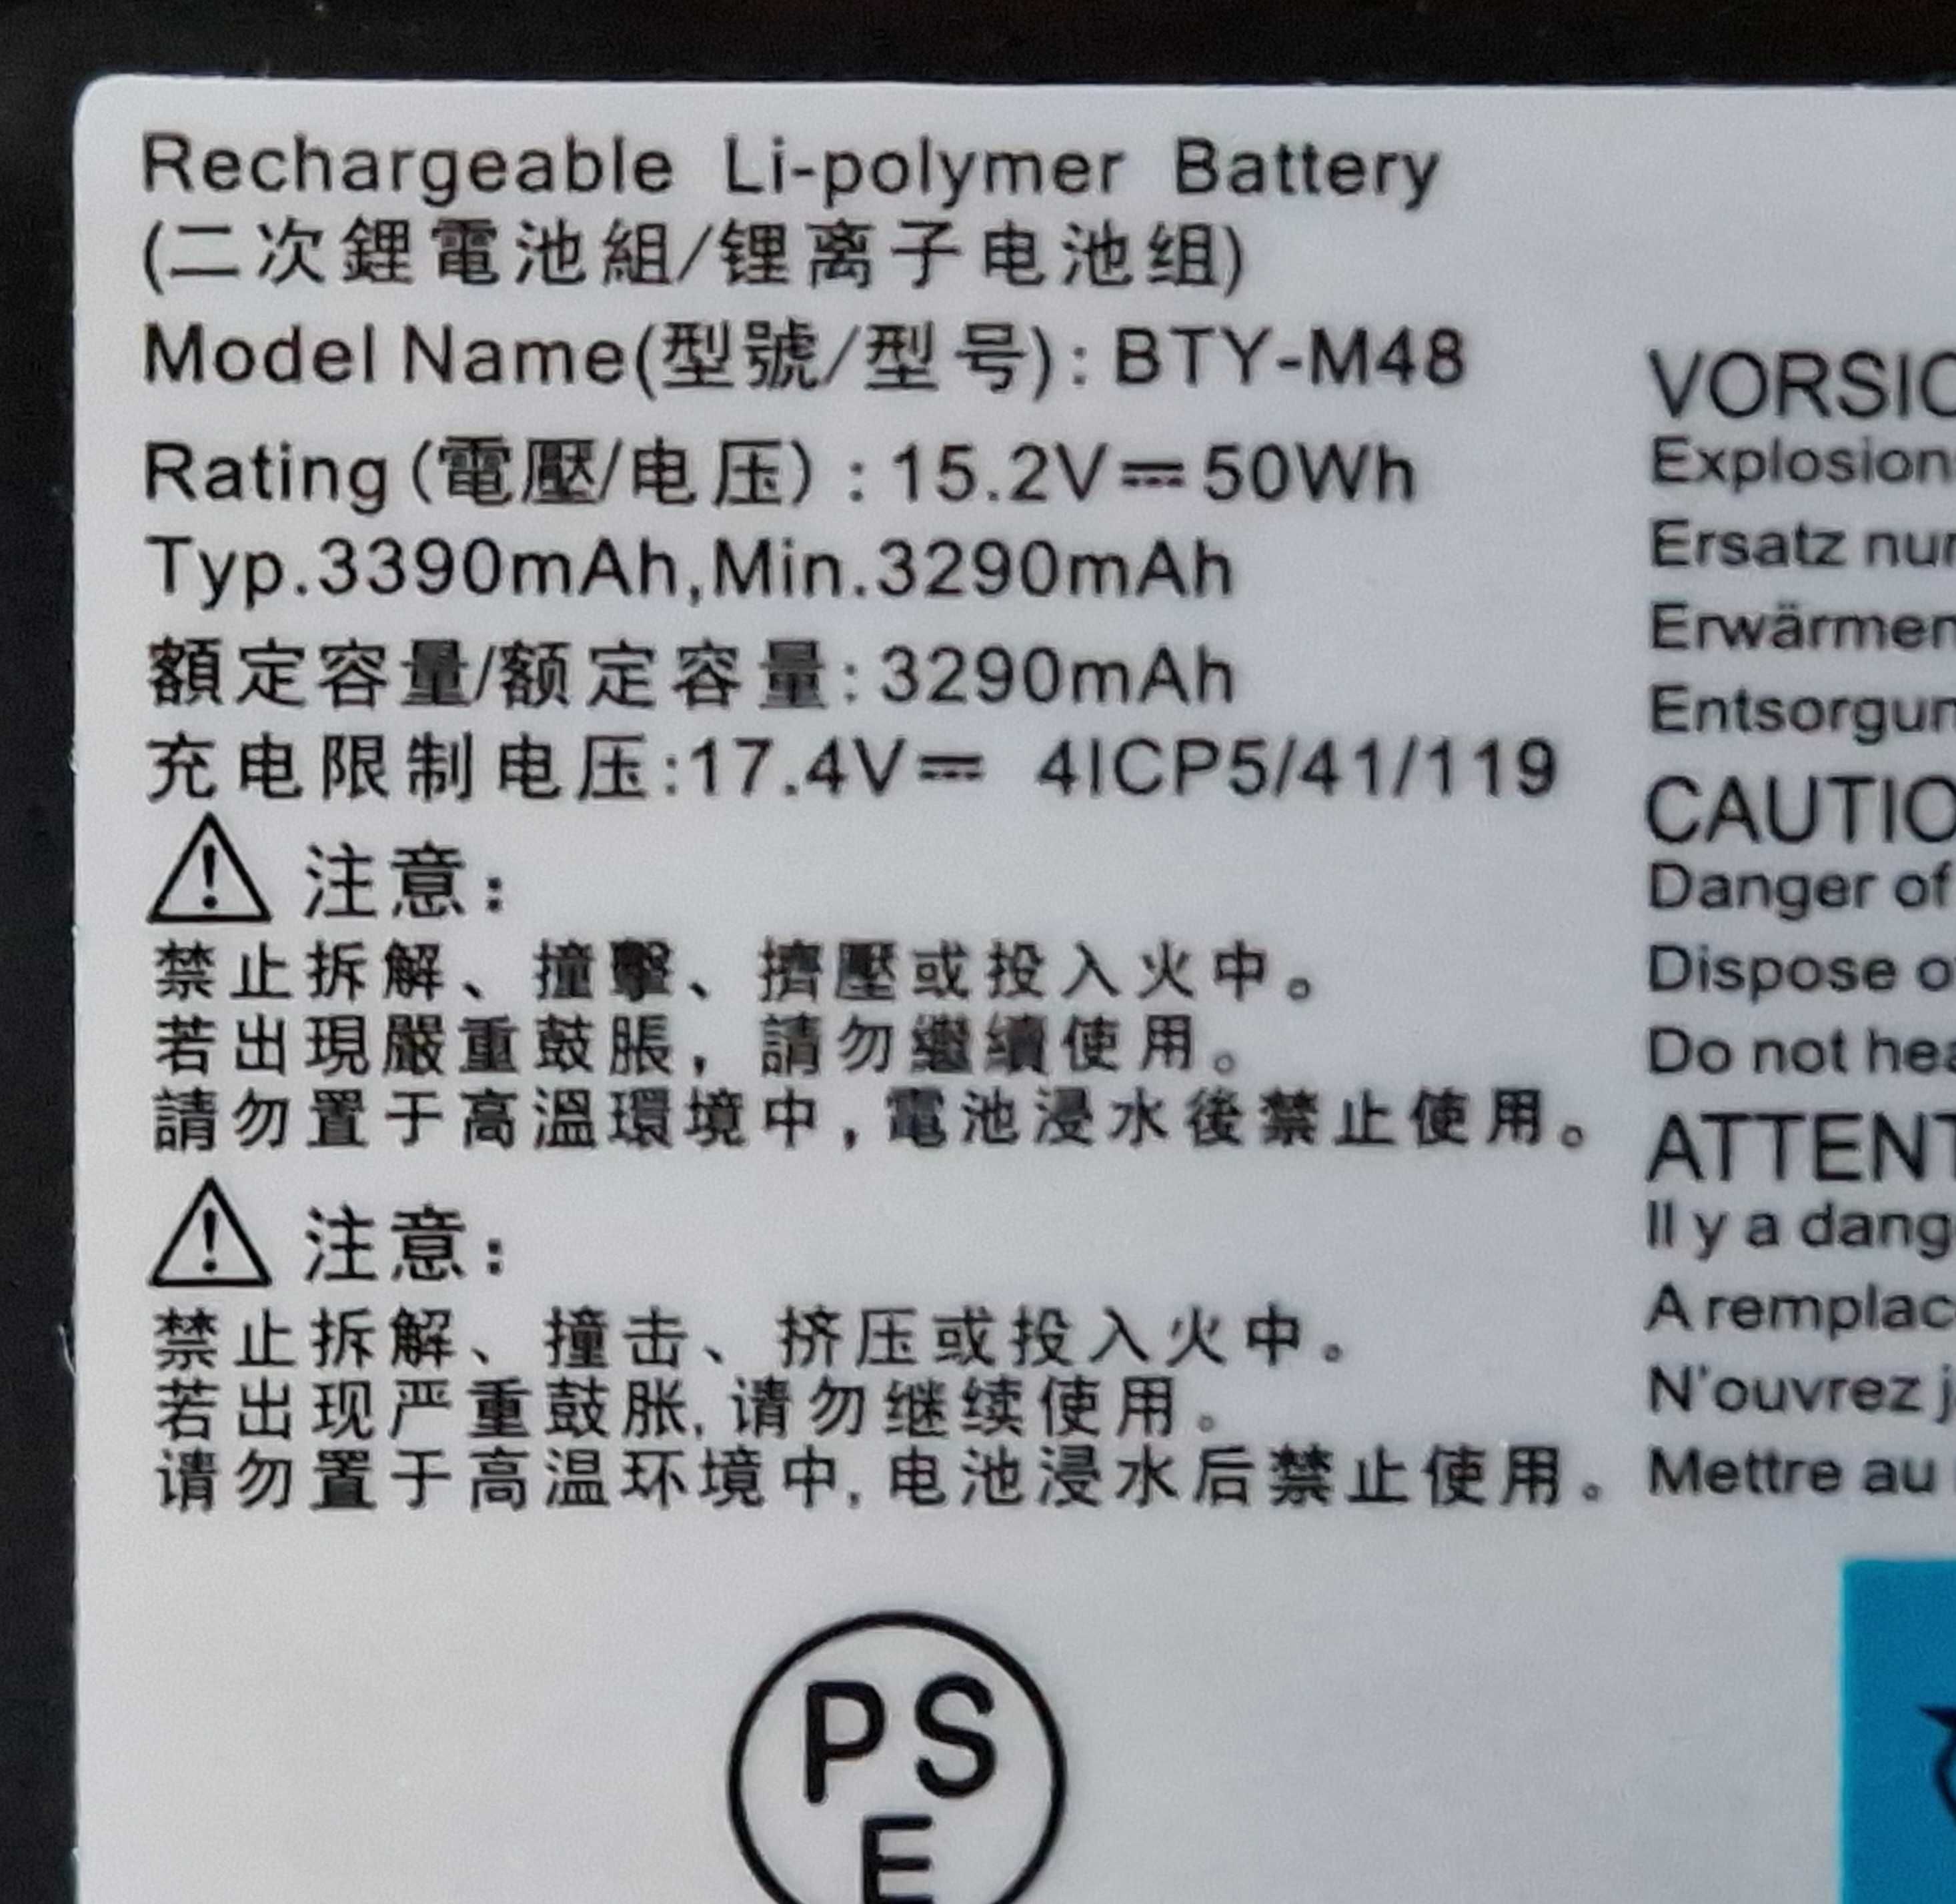 Rechargeable Li-polymer Battery
(二次鋰電池組/锂离子电池组)
Model Name(型號/型号): BTY-M48
Rating(電壓/电压) : 15.2V⎓50Wh
Typ.3390mAh,Min.3290mAh
額定容量/额定容量: 3290mAh
充电限制电压:17.4V⎓ 4ICP5/41/119
⚠ 注意:
禁止拆解、撞擊、擠壓或投入火中。
若出現嚴重鼓脹，請勿繼續使用。
請勿置于高溫環境中,電池浸水後禁止使用。
⚠ 注意:
禁止拆解、撞击、挤压或投入火中。
若出现严重鼓胀,请勿继续使用。
请勿置于高温环境中,电池浸水后禁止使用。
VORSIC
Explosion
Ersatz nur
Erwärmen
Entsorgun
CAUTIO
Danger of
Dispose of
Do not hea
ATTENT
Il y a dang
A remplac
N'ouvrez j
Mettre au
PS
E